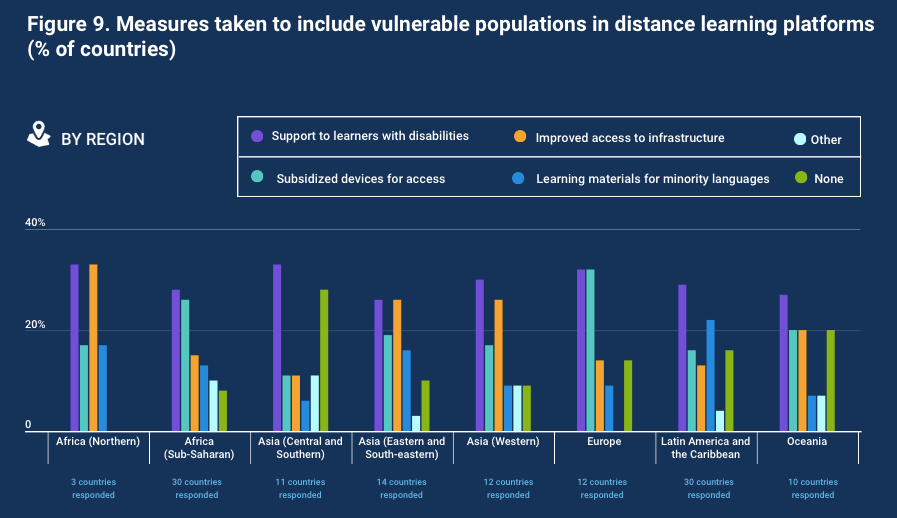 Figure 9. Measures taken to include vulnerable populations in distance learning platforms
(% of countries)
BY REGION
Support to learners with disabilities
Improved access to infrastructure
Other
Subsidized devices for access
Learning materials for minority languages
None
40%
20%
0
Africa (Northern)
Africa
(Sub-Saharan)
Asia (Central and
Southern)
Asia (Eastern and
South-eastern)
Asia (Western)
Europe
Latin America and
the Caribbean
Oceania
3 countries
responded
30 countries
responded
11 countries
responded
14 countries
responded
12 countries
responded
12 countries
responded
30 countries
responded
10 countries
responded